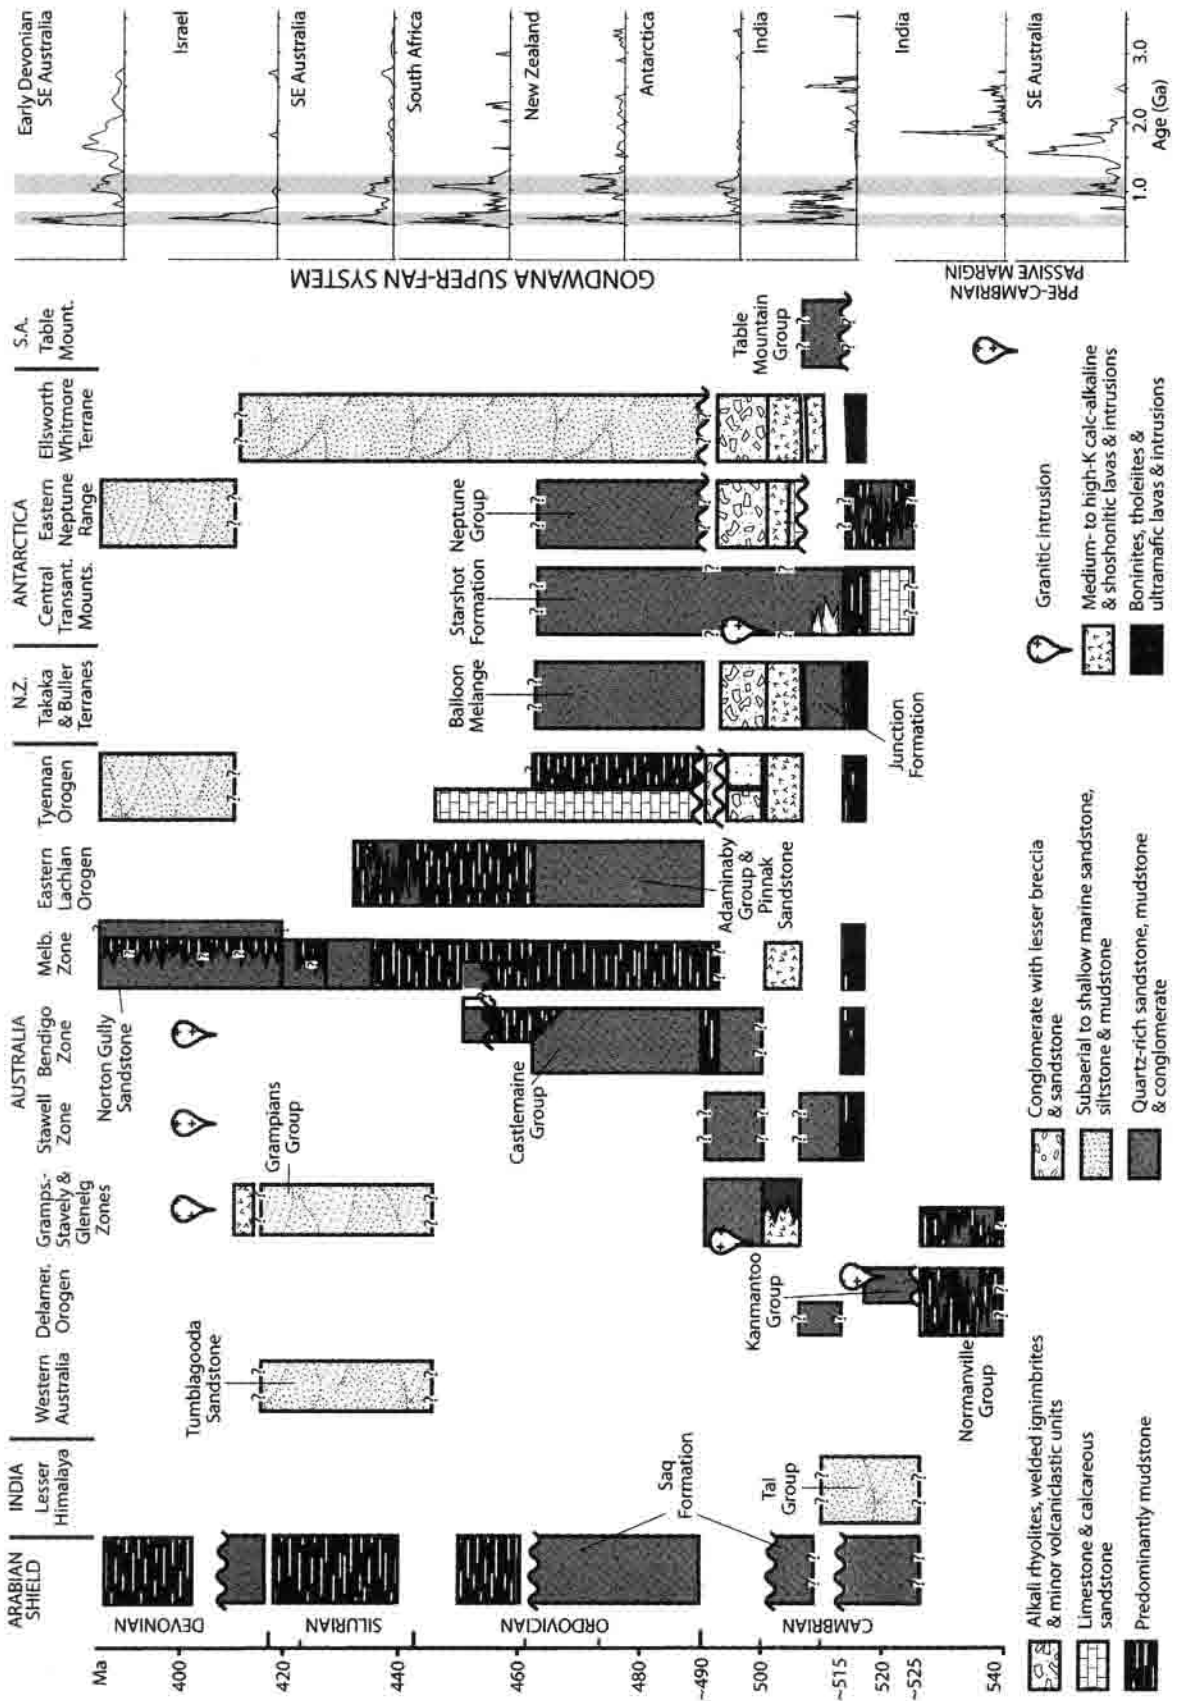 ARABIAN
SHIELD
INDIA
Lesser
Himalaya
Western
Australia
AUSTRALIA
Delamer.
Orogen
Gramps.-
Stavely &
Glenelg
Zones
Stawell
Zone
Bendigo
Zone
Melb.
Zone
Eastern
Lachlan
Orogen
Tyennan
Orogen
N.Z.
Takaka
& Buller
Terranes
ANTARCTICA
Central
Transant.
Mounts.
Eastern
Neptune
Range
Ellsworth
Whitmore
Terrane
S.A.
Table
Mount.
Ma
400
420
440
460
480
~490
500
~515
520
~525
540
DEVONIAN
SILURIAN
ORDOVICIAN
CAMBRIAN
Saq
Formation
Tal
Group
Tumblagooda
Sandstone
Normanville
Group
Kanmantoo
Group
Grampians
Group
Norton Gully
Sandstone
Castlemaine
Group
Adaminaby
Group &
Pinnak
Sandstone
Balloon
Melange
Junction
Formation
Starshot
Formation
Neptune
Group
Table
Mountain
Group
GONDWANA SUPER-FAN SYSTEM
PRE-CAMBRIAN
PASSIVE MARGIN
Early Devonian
SE Australia
Israel
SE Australia
South Africa
New Zealand
Antarctica
India
India
SE Australia
1.0
2.0
3.0
Age (Ga)
Alkali rhyolites, welded ignimbrites
& minor volcaniclastic units
Limestone & calcareous
sandstone
Predominantly mudstone
Conglomerate with lesser breccia
& sandstone
Subaerial to shallow marine sandstone,
siltstone & mudstone
Quartz-rich sandstone, mudstone
& conglomerate
Granitic intrusion
Medium- to high-K calc-alkaline
& shoshonitic lavas & intrusions
Boninites, tholeiites &
ultramafic lavas & intrusions